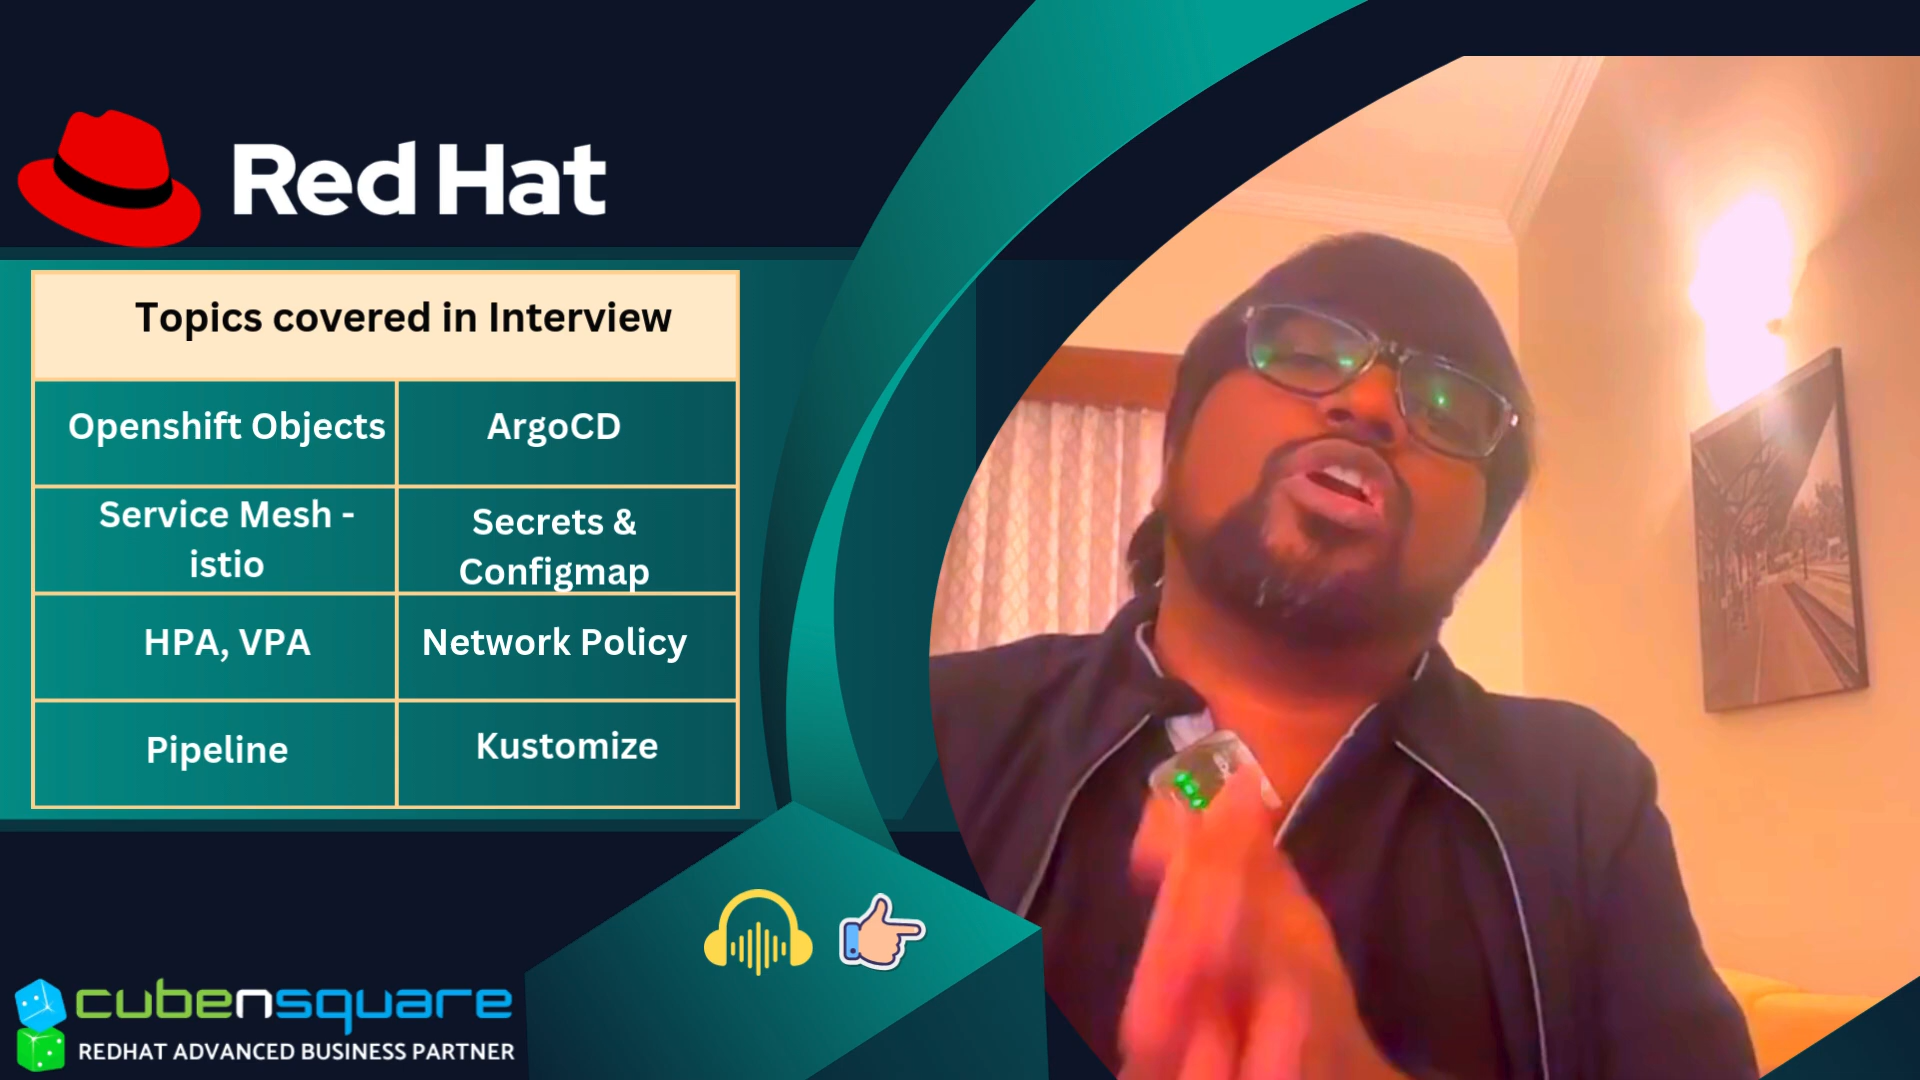 Red Hat
Topics covered in Interview
Openshift Objects
ArgoCD
Service Mesh -
istio
Secrets &
Configmap
HPA, VPA
Network Policy
Pipeline
Kustomize
cubensquare
REDHAT ADVANCED BUSINESS PARTNER